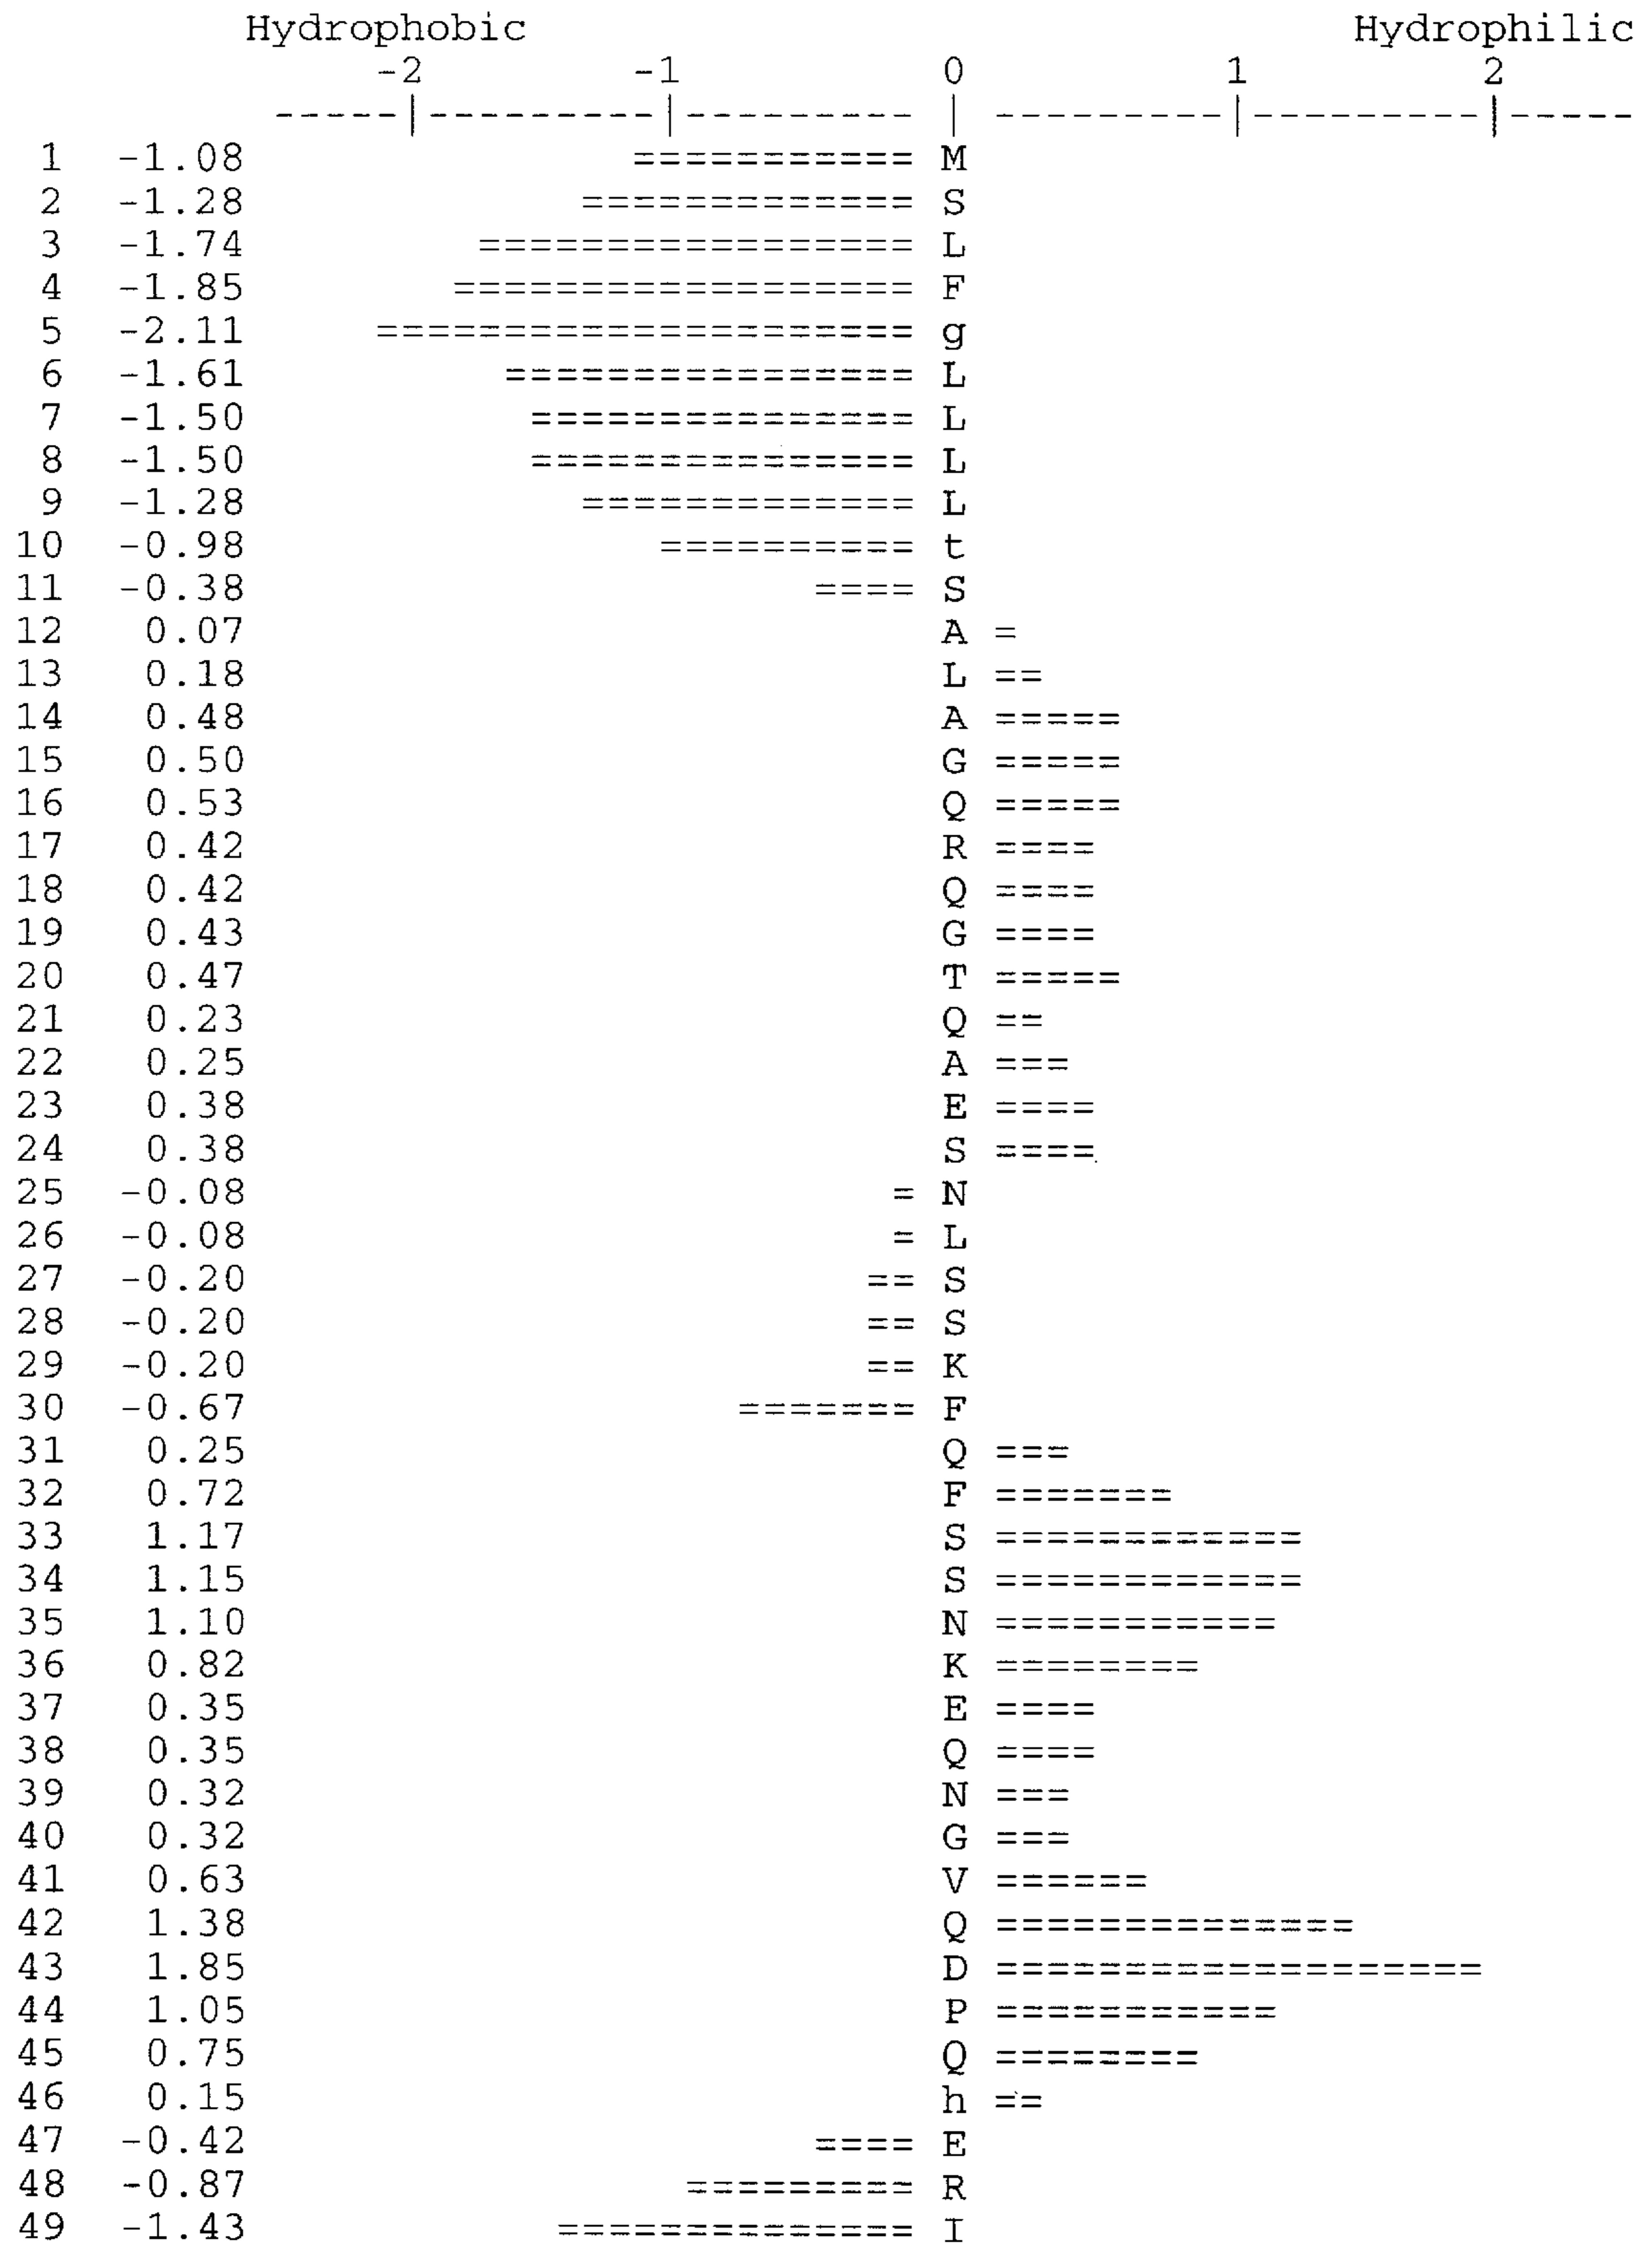 Hydrophobic Hydrophilic
-2 -1 0 1 2
-----|---------|--------- | ---------|---------|-----
1 -1.08 =========== M
2 -1.28 ============= S
3 -1.74 ================= L
4 -1.85 ================== F
5 -2.11 ===================== g
6 -1.61 ================ L
7 -1.50 =============== L
8 -1.50 =============== L
9 -1.28 ============= L
10 -0.98 ========== t
11 -0.38 ==== S
12 0.07 A =
13 0.18 L ==
14 0.48 A =====
15 0.50 G =====
16 0.53 Q =====
17 0.42 R ====
18 0.42 Q ====
19 0.43 G ====
20 0.47 T =====
21 0.23 Q ==
22 0.25 A ===
23 0.38 E ====
24 0.38 S ====
25 -0.08 = N
26 -0.08 = L
27 -0.20 == S
28 -0.20 == S
29 -0.20 == K
30 -0.67 ======= F
31 0.25 Q ===
32 0.72 F =======
33 1.17 S ============
34 1.15 S ============
35 1.10 N ===========
36 0.82 K ========
37 0.35 E ====
38 0.35 Q ====
39 0.32 N ===
40 0.32 G ===
41 0.63 V ======
42 1.38 Q ==============
43 1.85 D ===================
44 1.05 P ===========
45 0.75 Q ========
46 0.15 h ==
47 -0.42 ==== E
48 -0.87 ========= R
49 -1.43 ============== I